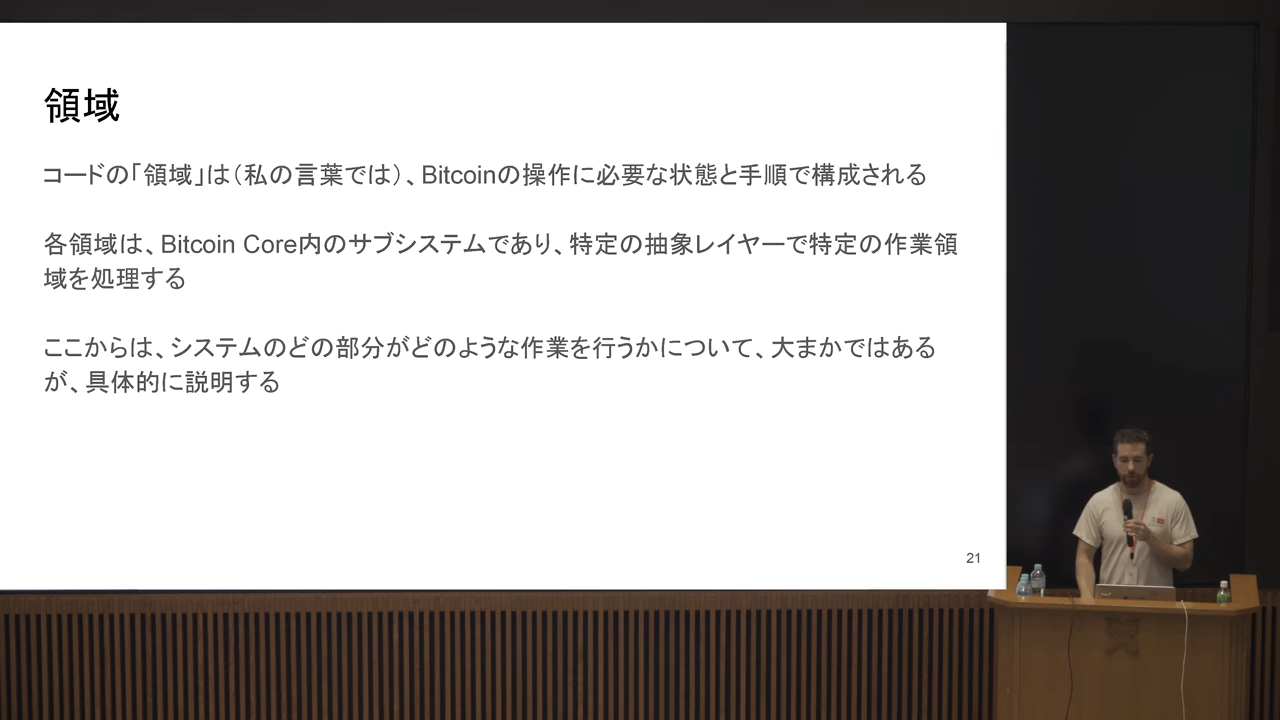 領域
コードの「領域」は（私の言葉では）、Bitcoinの操作に必要な状態と手順で構成される
各領域は、Bitcoin Core内のサブシステムであり、特定の抽象レイヤーで特定の作業領
域を処理する
ここからは、システムのどの部分がどのような作業を行うかについて、大まかではある
が、具体的に説明する
21